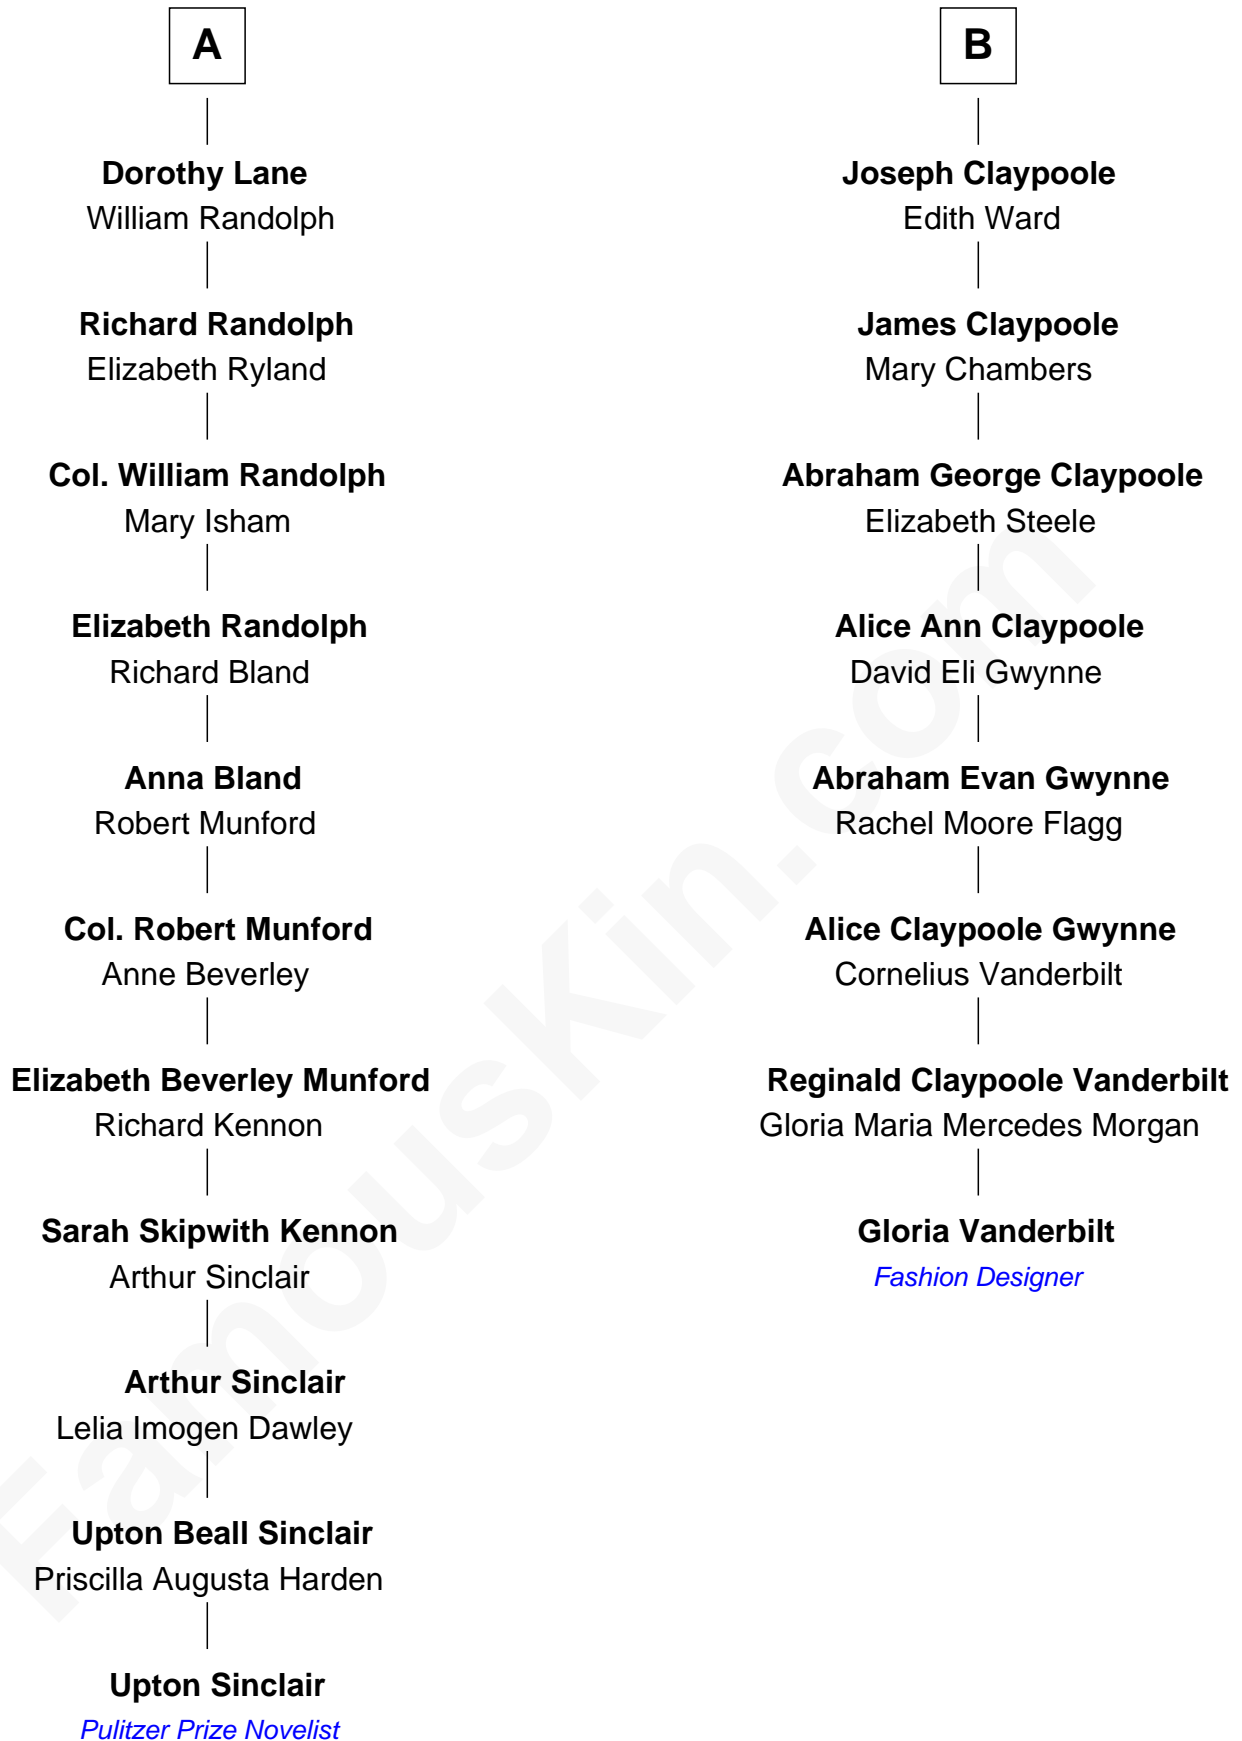 A
Dorothy Lane
William Randolph
Richard Randolph
Elizabeth Ryland
Col. William Randolph
Mary Isham
Elizabeth Randolph
Richard Bland
Anna Bland
Robert Munford
Col. Robert Munford
Anne Beverley
Elizabeth Beverley Munford
Richard Kennon
Sarah Skipwith Kennon
Arthur Sinclair
Arthur Sinclair
Lelia Imogen Dawley
Upton Beall Sinclair
Priscilla Augusta Harden
Upton Sinclair
Pulitzer Prize Novelist
B
Joseph Claypoole
Edith Ward
James Claypoole
Mary Chambers
Abraham George Claypoole
Elizabeth Steele
Alice Ann Claypoole
David Eli Gwynne
Abraham Evan Gwynne
Rachel Moore Flagg
Alice Claypoole Gwynne
Cornelius Vanderbilt
Reginald Claypoole Vanderbilt
Gloria Maria Mercedes Morgan
Gloria Vanderbilt
Fashion Designer
FamousKin.com